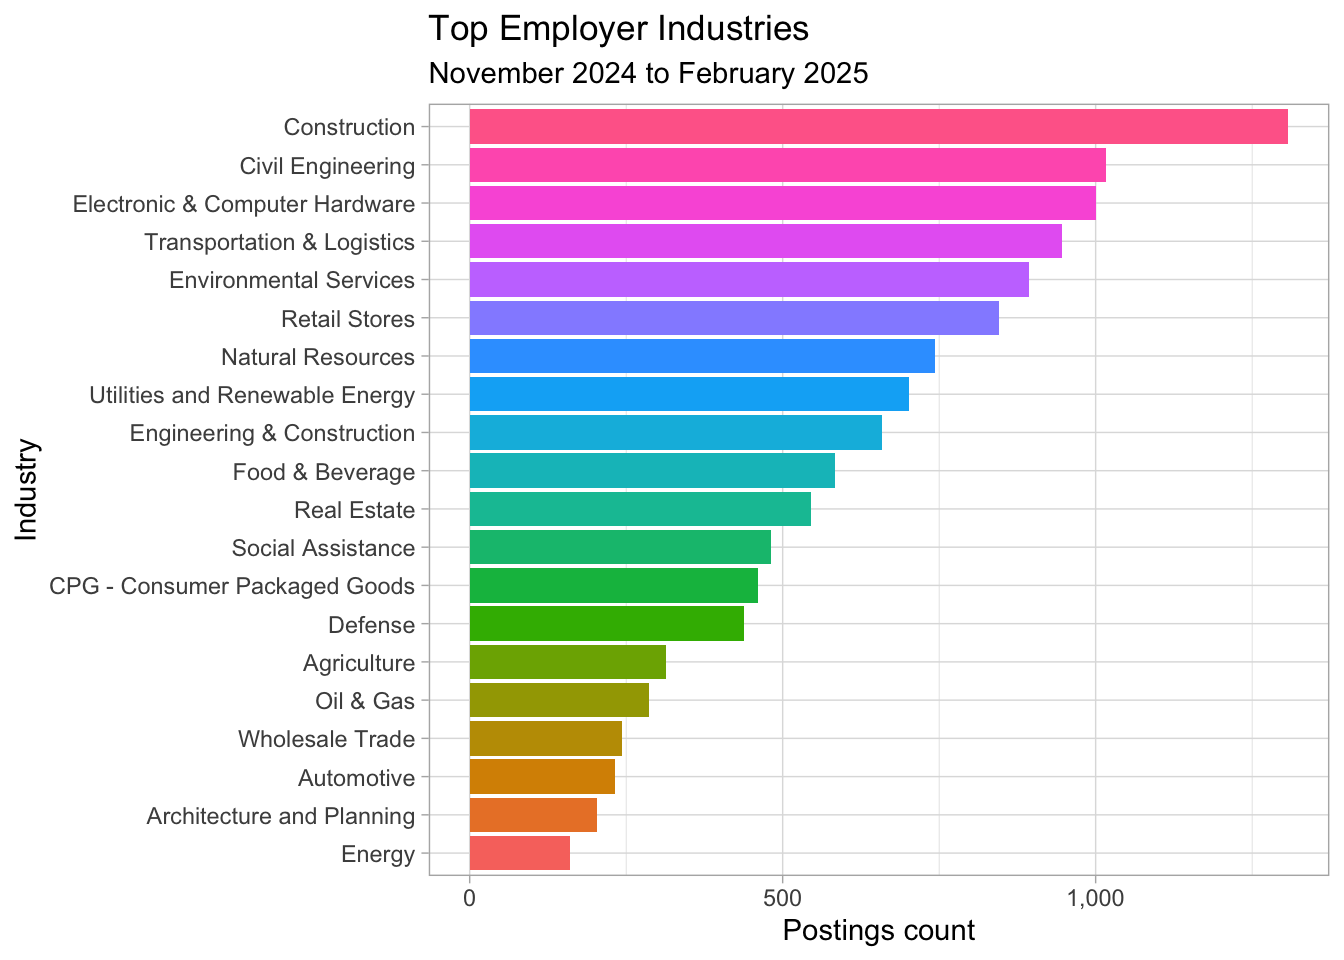 Top Employer Industries
November 2024 to February 2025
Construction
Civil Engineering
Electronic & Computer Hardware
Transportation & Logistics
Environmental Services
Retail Stores
Natural Resources
Utilities and Renewable Energy
Engineering & Construction
Food & Beverage
Real Estate
Social Assistance
CPG - Consumer Packaged Goods
Defense
Agriculture
Oil & Gas
Wholesale Trade
Automotive
Architecture and Planning
Energy
Industry
0 500 1,000
Postings count